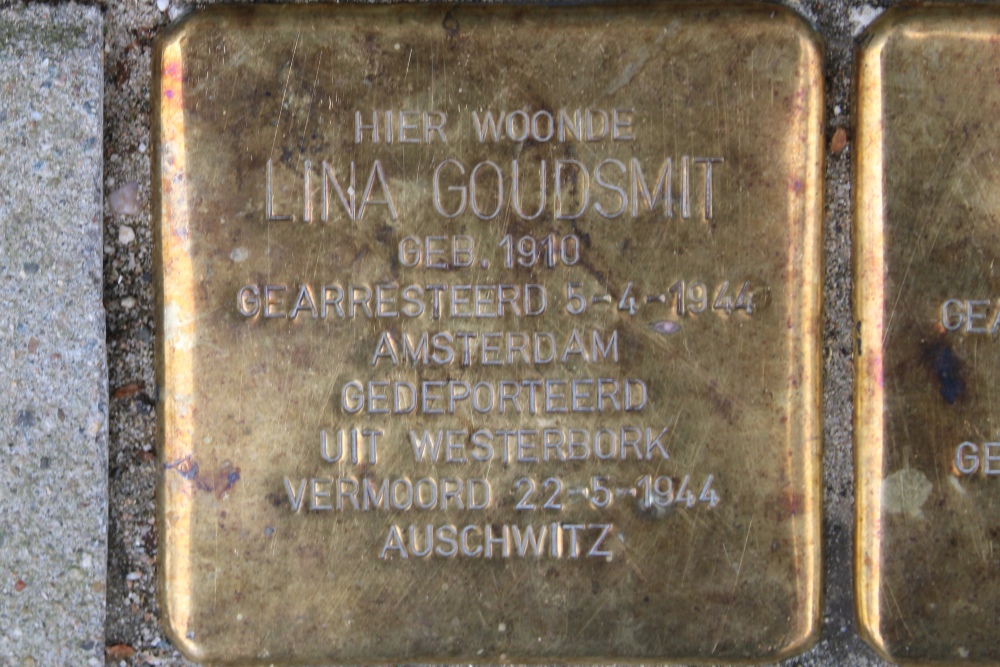 HIER WOONDE
LINA GOUDSMIT
GEB. 1910
GEARRESTEERD 5-4-1944
AMSTERDAM
GEDEPORTEERD
UIT WESTERBORK
VERMOORD 22-5-1944
AUSCHWITZ